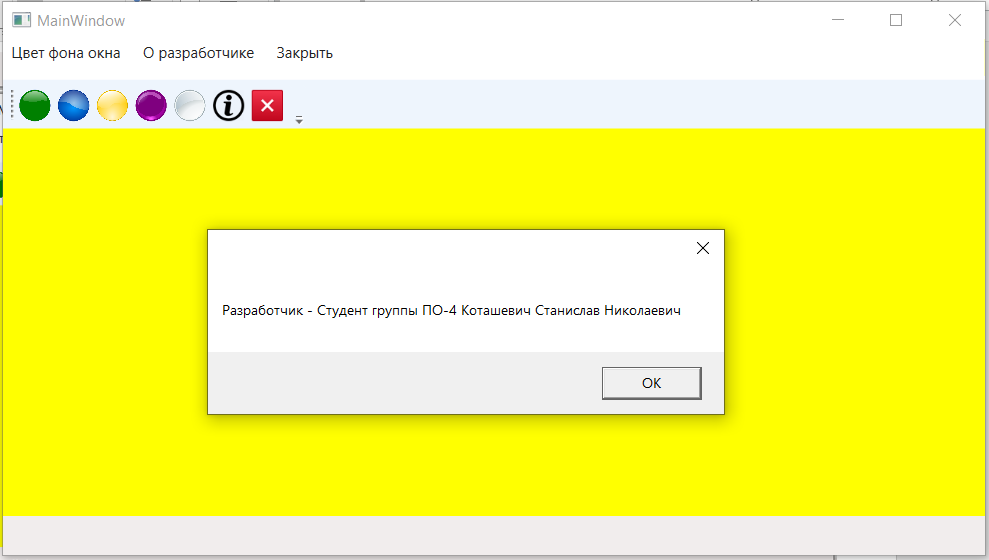 MainWindow
Цвет фона окна О разработчике Закрыть
Разработчик - Студент группы ПО-4 Коташевич Станислав Николаевич
OK